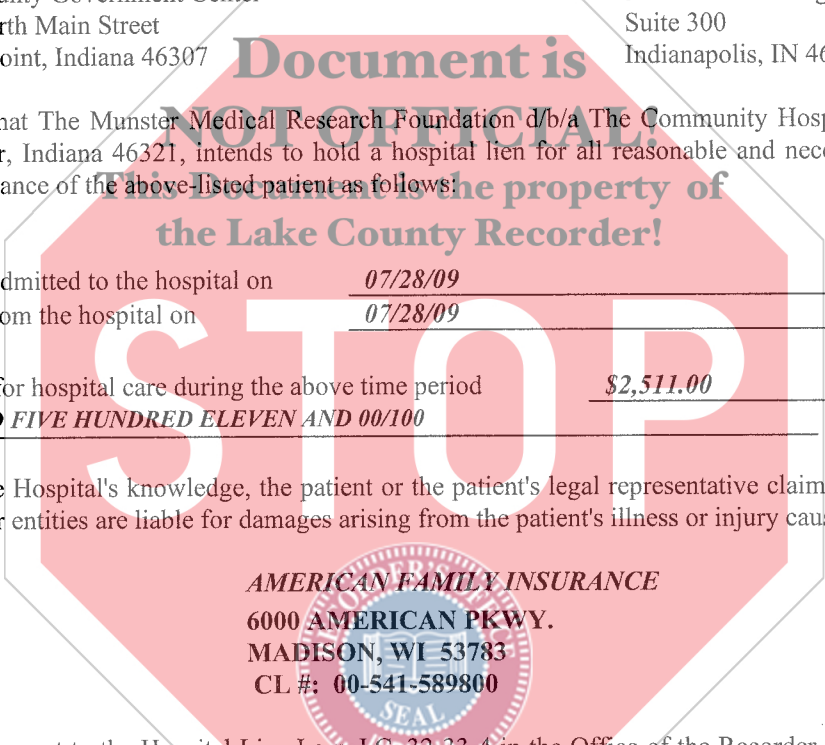 Suite 300
rth Main Street
oint, Indiana 46307
Indianapolis, IN 46
Document is
NOT OFFICIAL!
This Document is the property of
the Lake County Recorder!
hat The Munster Medical Research Foundation d/b/a The Community Hosp
r, Indiana 46321, intends to hold a hospital lien for all reasonable and nece
ance of the above-listed patient as follows:
dmitted to the hospital on 07/28/09
om the hospital on 07/28/09
STOP
for hospital care during the above time period $2,511.00
FIVE HUNDRED ELEVEN AND 00/100
e Hospital's knowledge, the patient or the patient's legal representative claim
r entities are liable for damages arising from the patient's illness or injury cau
AMERICAN FAMILY INSURANCE
6000 AMERICAN PKWY.
MADISON, WI 53783
CL #: 00-541-589800
SEAL